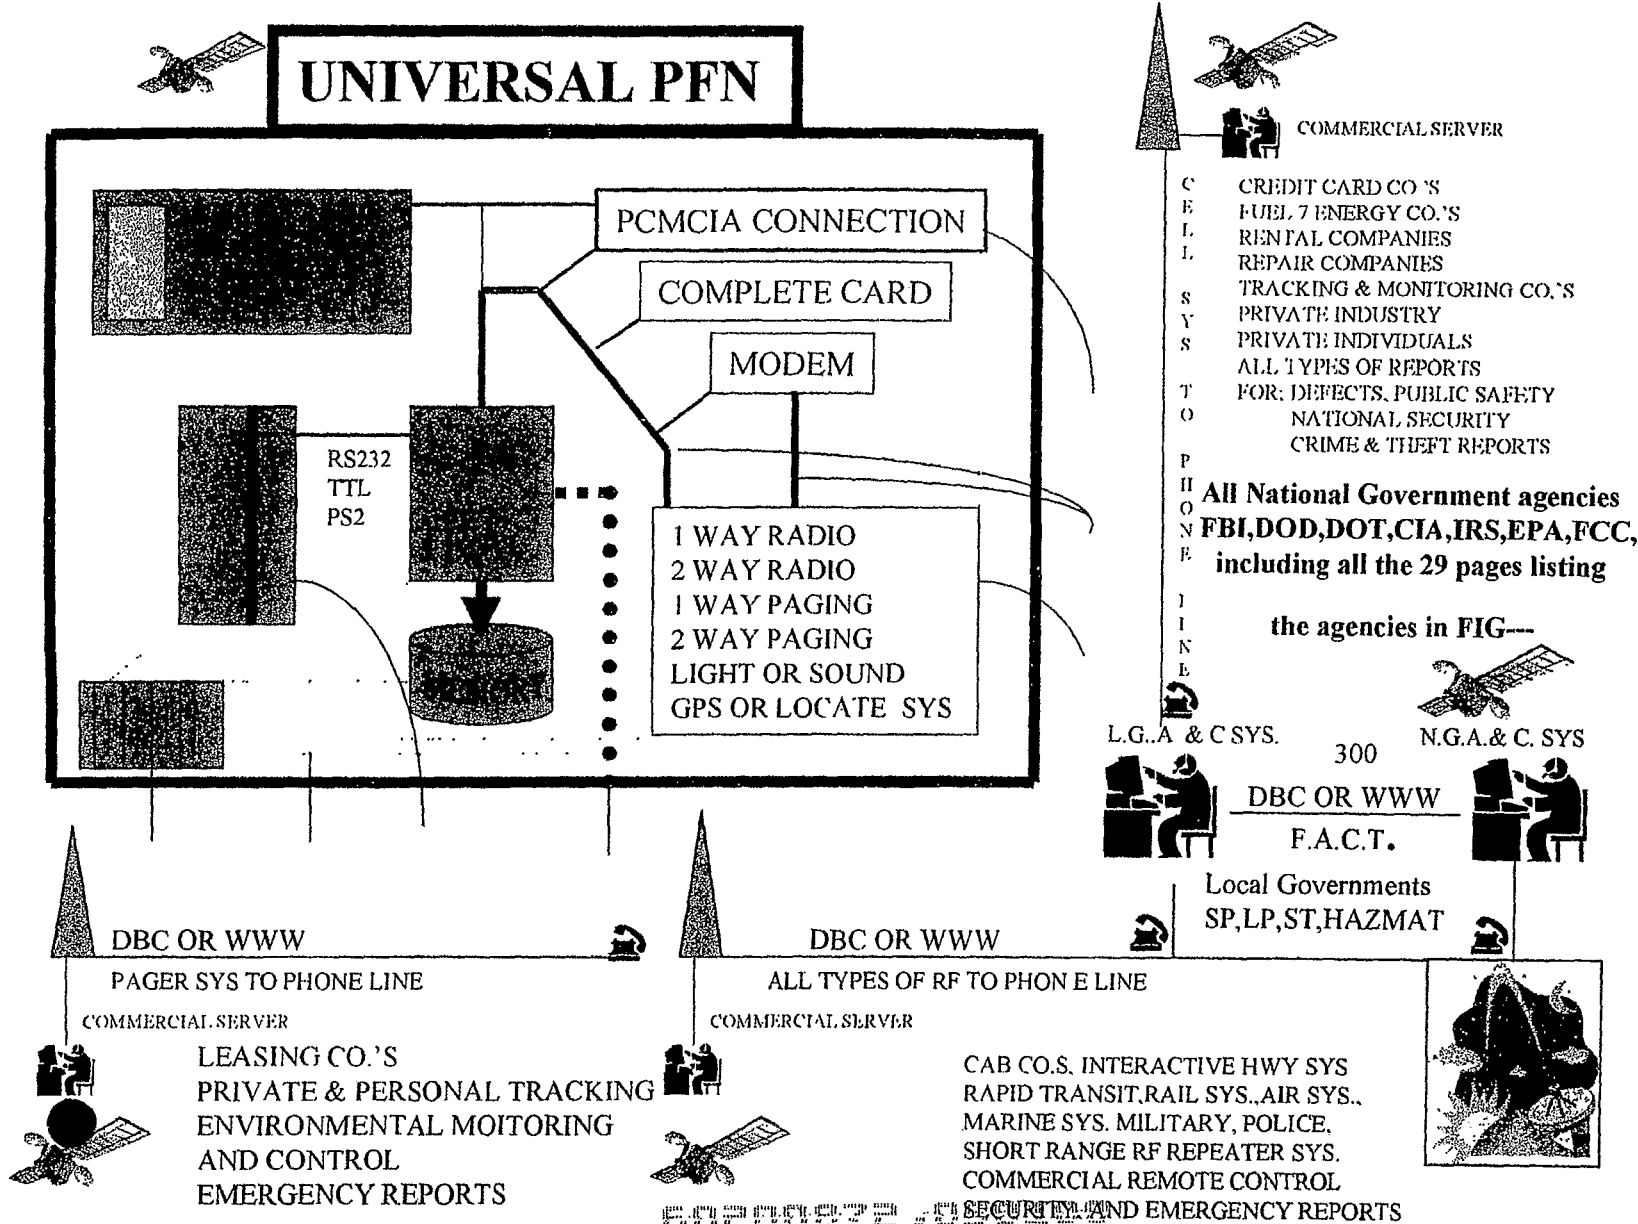 UNIVERSAL PFN
PCMCIA CONNECTION
COMPLETE CARD
MODEM
RS232
TTL
PS2
MEMORY
1 WAY RADIO
2 WAY RADIO
1 WAY PAGING
2 WAY PAGING
LIGHT OR SOUND
GPS OR LOCATE SYS
COMMERCIAL SERVER
CELL SYS TO PHONE LINE
CREDIT CARD CO 'S
FUEL 7 ENERGY CO.'S
RENTAL COMPANIES
REPAIR COMPANIES
TRACKING & MONITORING CO.'S
PRIVATE INDUSTRY
PRIVATE INDIVIDUALS
ALL TYPES OF REPORTS
FOR: DEFECTS, PUBLIC SAFETY
NATIONAL SECURITY
CRIME & THEFT REPORTS
All National Government agencies
FBI,DOD,DOT,CIA,IRS,EPA,FCC,
including all the 29 pages listing
the agencies in FIG---
L.G..A & C SYS.
300
N.G.A.& C. SYS
DBC OR WWW
F.A.C.T.
Local Governments
SP,LP,ST,HAZMAT
DBC OR WWW
PAGER SYS TO PHONE LINE
COMMERCIAL SERVER
LEASING CO.'S
PRIVATE & PERSONAL TRACKING
ENVIRONMENTAL MOITORING
AND CONTROL
EMERGENCY REPORTS
DBC OR WWW
ALL TYPES OF RF TO PHON E LINE
COMMERCIAL SERVER
CAB CO.S, INTERACTIVE HWY SYS
RAPID TRANSIT,RAIL SYS.,AIR SYS.,
MARINE SYS. MILITARY, POLICE,
SHORT RANGE RF REPEATER SYS.
COMMERCIAL REMOTE CONTROL
SECURITY, AND EMERGENCY REPORTS